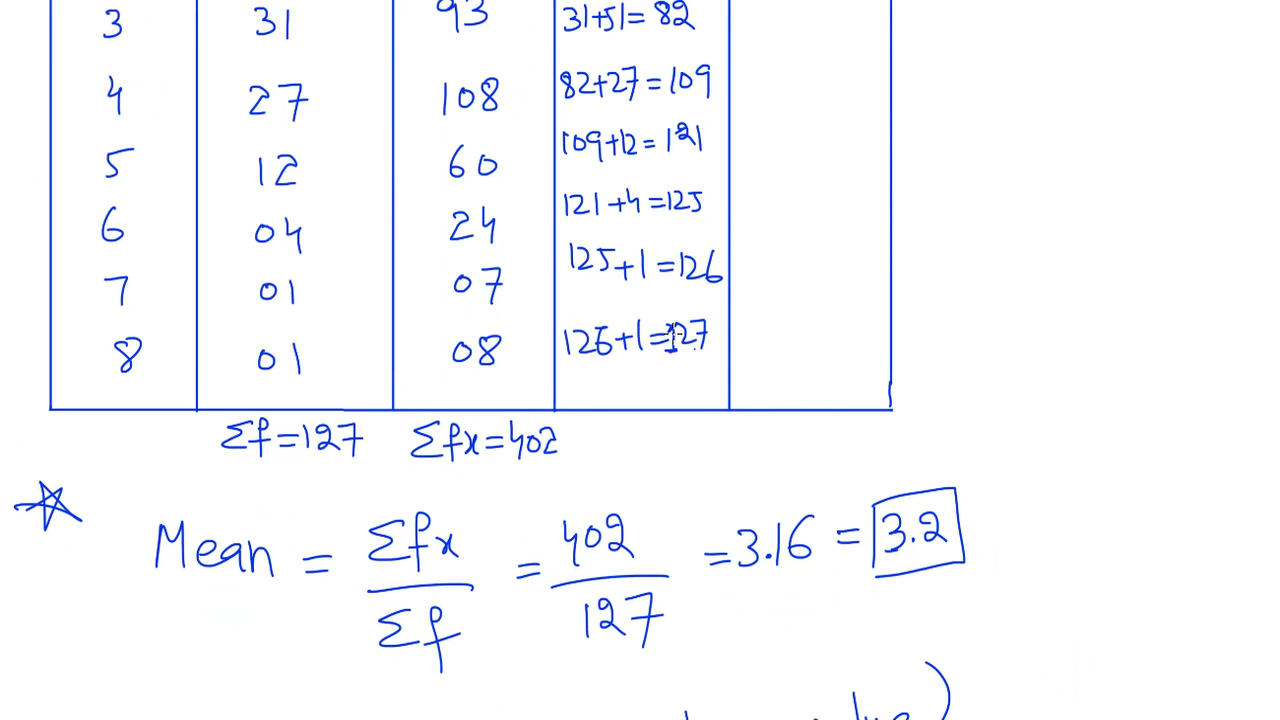 3 31 93 31+51= 82
4 27 108 82+27=109
5 12 60 109+12=121
6 04 24 121+4=125
7 01 07 125+1=126
8 01 08 126+1=127
Σf=127 Σfx=402
Mean = Σfx/Σf = 402/127 =3.16 = 3.2